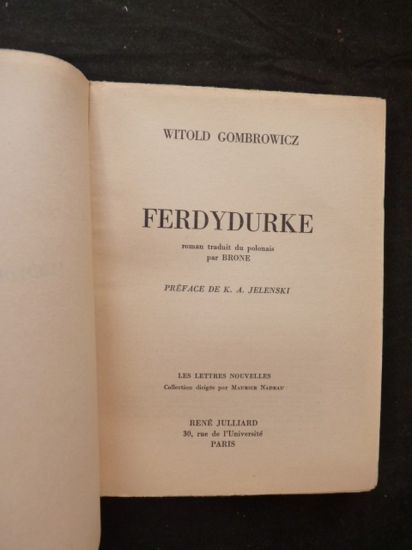 WITOLD GOMBROWICZ
FERDYDURKE
roman traduit du polonais
par BRONE
PRÉFACE DE K. A. JELENSKI
LES LETTRES NOUVELLES
Collection dirigée par MAURICE NADEAU
RENÉ JULLIARD
30, rue de l'Université
PARIS